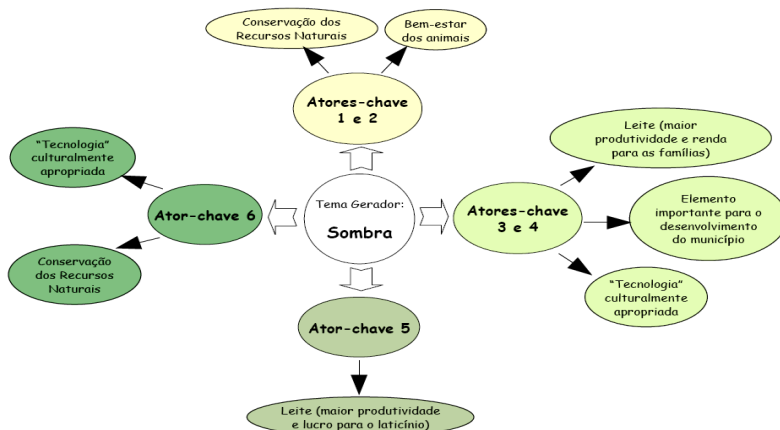 Conservação dos
Recursos Naturais
Bem-estar
dos animais
Atores-chave
1 e 2
"Tecnologia"
culturalmente
apropriada
Ator-chave 6
Conservação
dos Recursos
Naturais
Tema Gerador:
Sombra
Atores-chave
3 e 4
Leite (maior
produtividade e renda
para as famílias)
Elemento
importante para o
desenvolvimento
do município
"Tecnologia"
culturalmente
apropriada
Ator-chave 5
Leite (maior produtividade
e lucro para o laticínio)